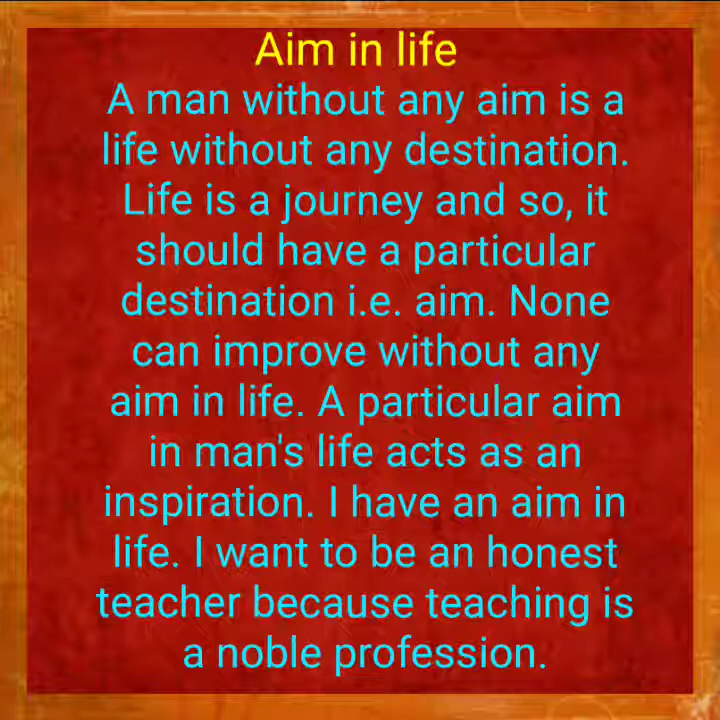 Aim in life
A man without any aim is a
life without any destination.
Life is a journey and so, it
should have a particular
destination i.e. aim. None
can improve without any
aim in life. A particular aim
in man's life acts as an
inspiration. I have an aim in
life. I want to be an honest
teacher because teaching is
a noble profession.